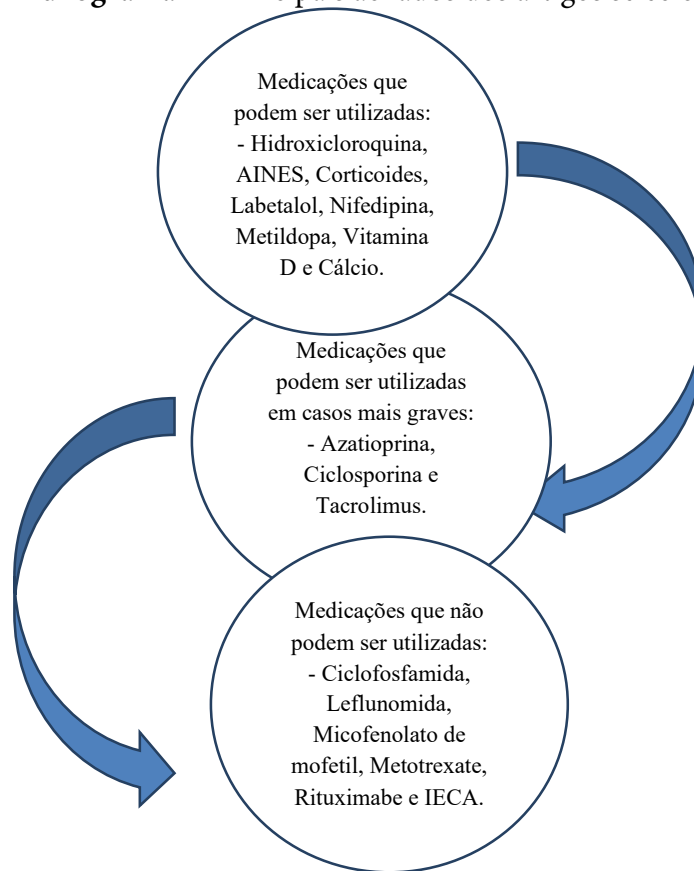 Medicações que
podem ser utilizadas:
- Hidroxicloroquina,
AINES, Corticoides,
Labetalol, Nifedipina,
Metildopa, Vitamina
D e Cálcio.
Medicações que
podem ser utilizadas
em casos mais graves:
- Azatioprina,
Ciclosporina e
Tacrolimus.
Medicações que não
podem ser utilizadas:
- Ciclofosfamida,
Leflunomida,
Micofenolato de
mofetil, Metotrexate,
Rituximabe e IECA.